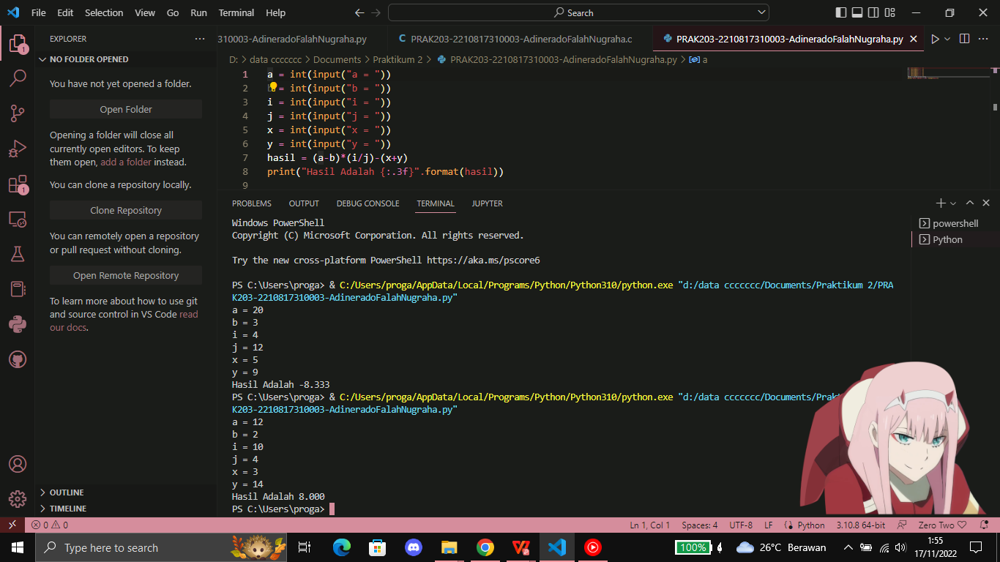 File Edit Selection View Go Run Terminal Help
Search
EXPLORER
310003-AdineradoFalahNugraha.py
C PRAK203-2210817310003-AdineradoFalahNugraha.c
PRAK203-2210817310003-AdineradoFalahNugraha.py
NO FOLDER OPENED
D: > data ccccccc > Documents > Praktikum 2 > PRAK203-2210817310003-AdineradoFalahNugraha.py > a
You have not yet opened a folder.
Open Folder
Opening a folder will close all
currently open editors. To keep
them open, add a folder instead.
You can clone a repository locally.
Clone Repository
You can remotely open a repository
or pull request without cloning.
Open Remote Repository
To learn more about how to use git
and source control in VS Code read
our docs.
OUTLINE
TIMELINE
1 a = int(input("a = "))
2 = int(input("b = "))
3 i = int(input("i = "))
4 j = int(input("j = "))
5 x = int(input("x = "))
6 y = int(input("y = "))
7 hasil = (a-b)*(i/j)-(x+y)
8 print("Hasil Adalah {:.3f}".format(hasil))
9
PROBLEMS OUTPUT DEBUG CONSOLE TERMINAL JUPYTER
powershell
Python
Windows PowerShell
Copyright (C) Microsoft Corporation. All rights reserved.
Try the new cross-platform PowerShell https://aka.ms/pscore6
PS C:\Users\proga> & C:/Users/proga/AppData/Local/Programs/Python/Python310/python.exe "d:/data ccccccc/Documents/Praktikum 2/PRA
K203-2210817310003-AdineradoFalahNugraha.py"
a = 20
b = 3
i = 4
j = 12
x = 5
y = 9
Hasil Adalah -8.333
PS C:\Users\proga> & C:/Users/proga/AppData/Local/Programs/Python/Python310/python.exe "d:/data ccccccc/Documents/Prak
K203-2210817310003-AdineradoFalahNugraha.py"
a = 12
b = 2
i = 10
j = 4
x = 3
y = 14
Hasil Adalah 8.000
PS C:\Users\proga>
1
1
0 0
Ln 1, Col 1 Spaces: 4 UTF-8 LF Python 3.10.8 64-bit Zero Two
Type here to search
100%
26°C Berawan
1:55
17/11/2022